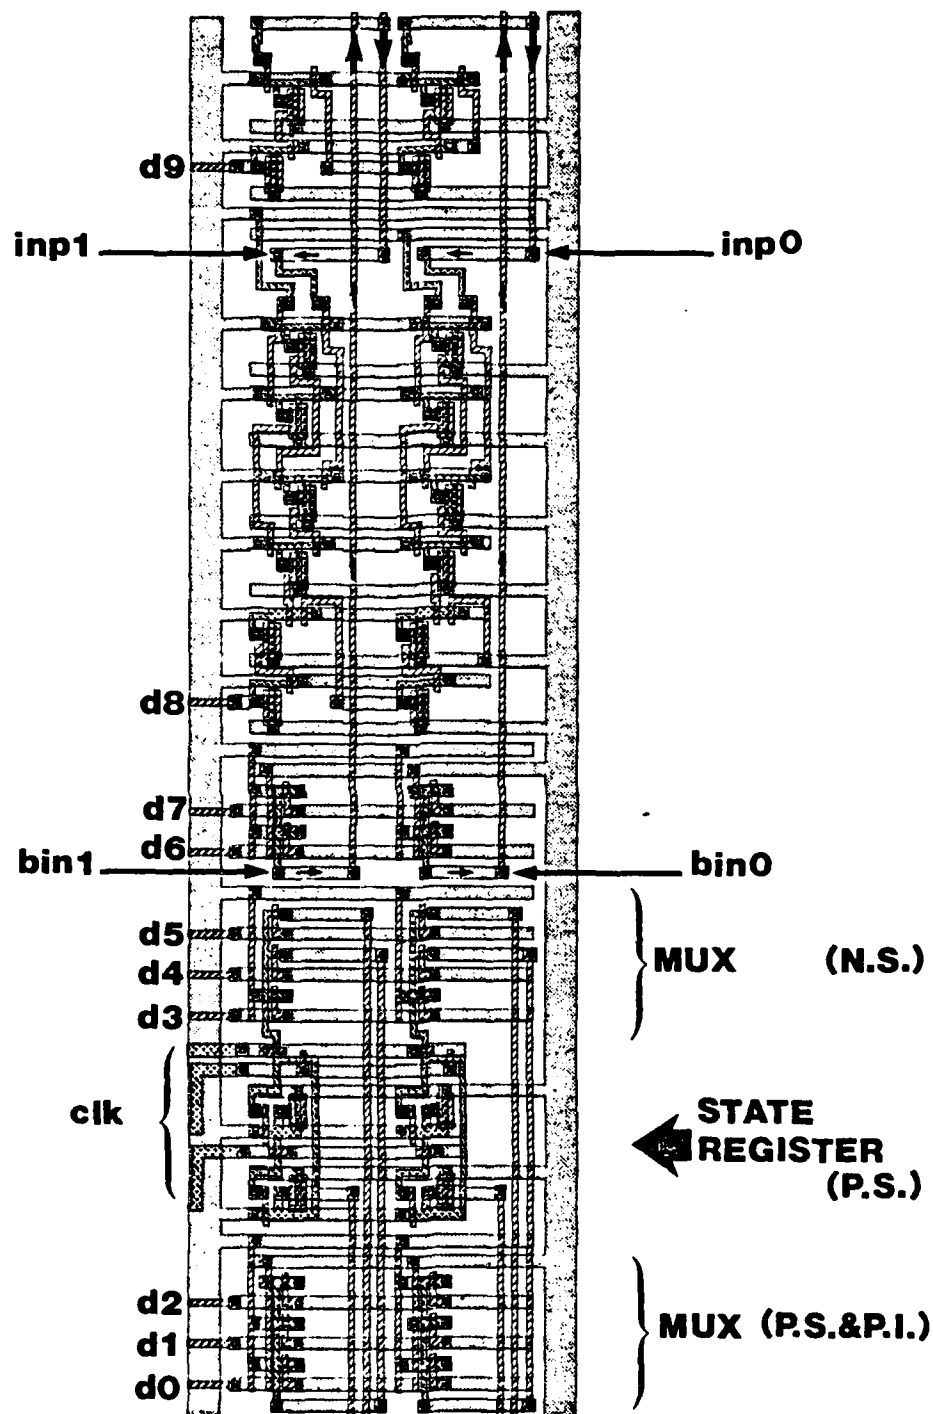 d9
inp1
inp0
d8
d7
d6
bin1
bin0
d5
d4
d3
MUX (N.S.)
clk
STATE
REGISTER
(P.S.)
d2
d1
d0
MUX (P.S.&P.I.)